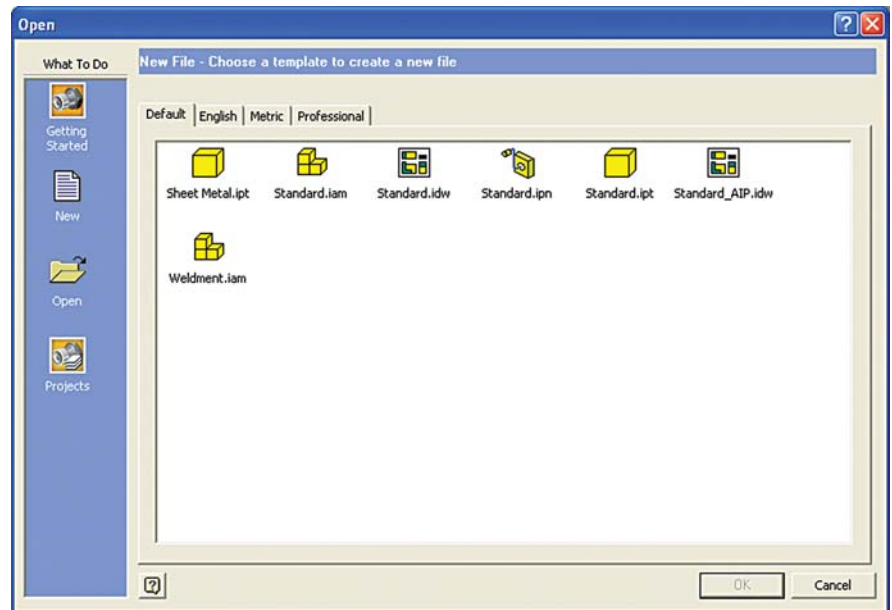 Open
What To Do
New File - Choose a template to create a new file
Getting
Started
New
Open
Projects
Default English Metric Professional
Sheet Metal.ipt Standard.iam Standard.idw Standard.ipn Standard.ipt Standard_AIP.idw
Weldment.iam
OK Cancel